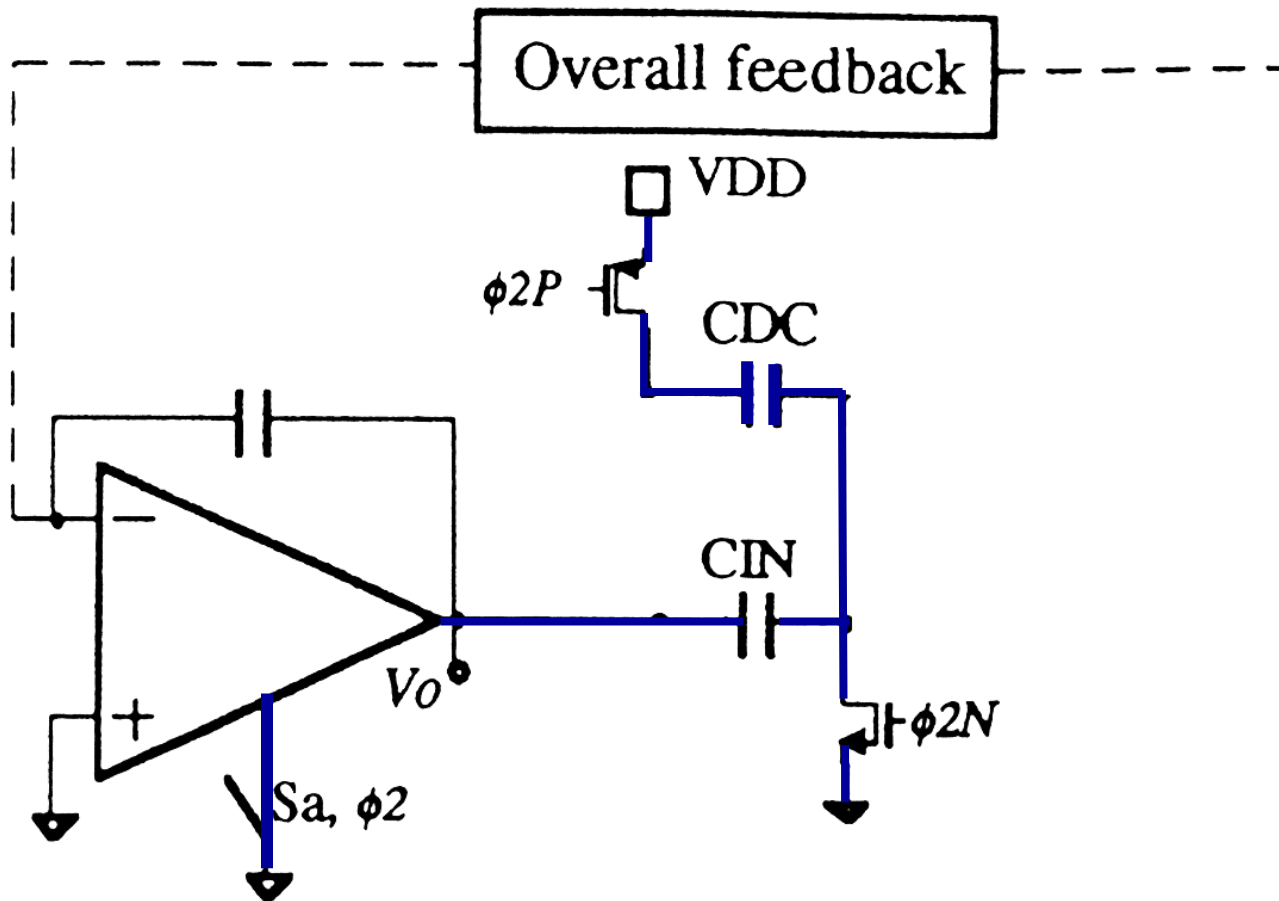 Overall feedback
VDD
ϕ2P
CDC
CIN
−
VO
+
ϕ2N
Sa, ϕ2